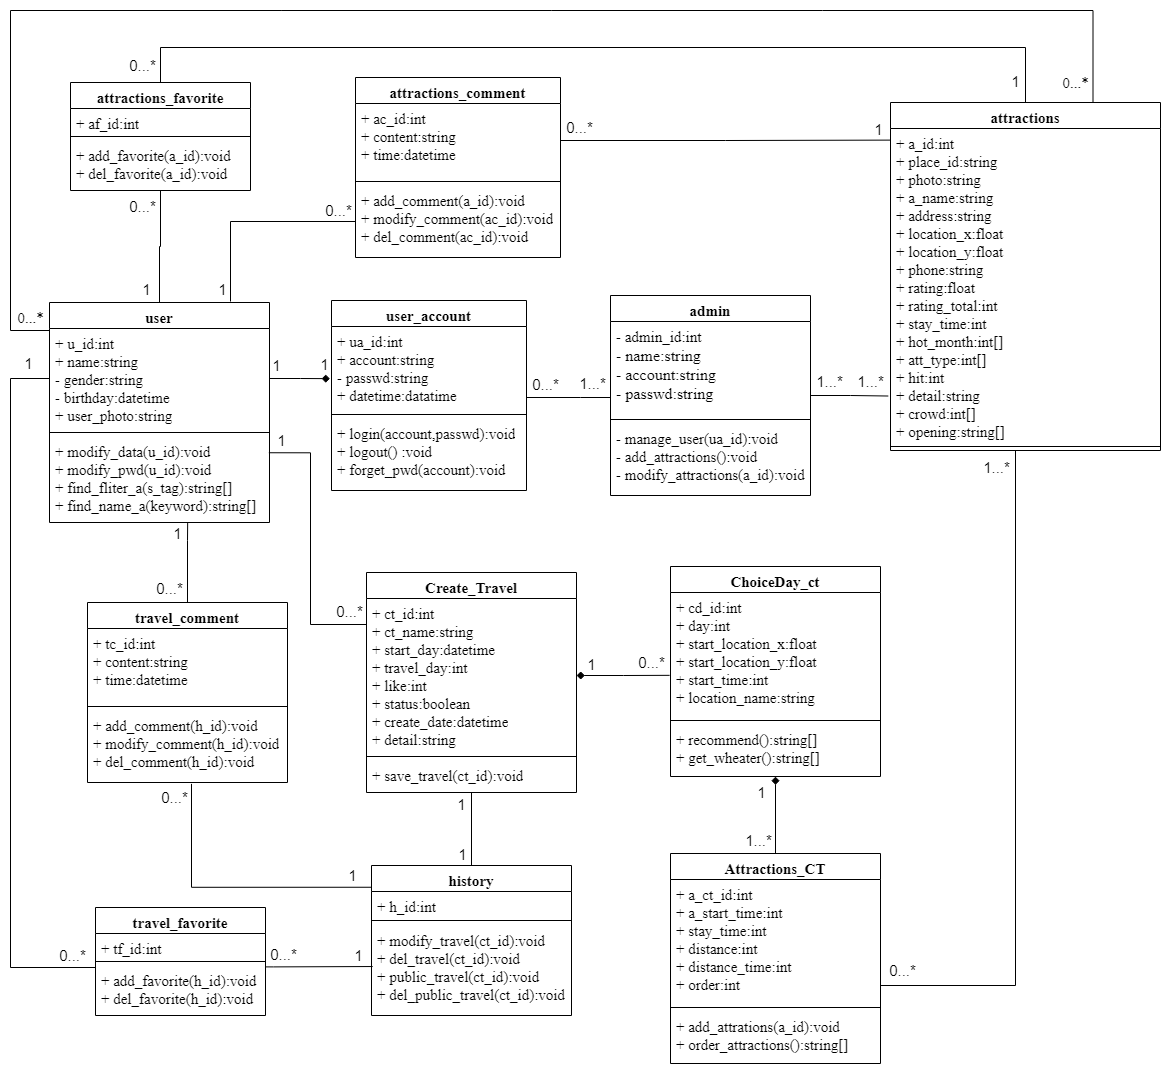 0...*
1
0...*
attractions_favorite
+ af_id:int
+ add_favorite(a_id):void
+ del_favorite(a_id):void
0...*
1
attractions_comment
+ ac_id:int
+ content:string
+ time:datetime
+ add_comment(a_id):void
+ modify_comment(ac_id):void
+ del_comment(ac_id):void
0...*
1
0...*
1
attractions
+ a_id:int
+ place_id:string
+ photo:string
+ a_name:string
+ address:string
+ location_x:float
+ location_y:float
+ phone:string
+ rating:float
+ rating_total:int
+ stay_time:int
+ hot_month:int[]
+ att_type:int[]
+ hit:int
+ detail:string
+ crowd:int[]
+ opening:string[]
0...*
1
user
+ u_id:int
+ name:string
- gender:string
- birthday:datetime
+ user_photo:string
+ modify_data(u_id):void
+ modify_pwd(u_id):void
+ find_fliter_a(s_tag):string[]
+ find_name_a(keyword):string[]
1
1
1
user_account
+ ua_id:int
+ account:string
- passwd:string
+ datetime:datatime
+ login(account,passwd):void
+ logout() :void
+ forget_pwd(account):void
0...*
1...*
admin
- admin_id:int
- name:string
- account:string
- passwd:string
- manage_user(ua_id):void
- add_attractions():void
- modify_attractions(a_id):void
1...*
1...*
1...*
1
0...*
travel_comment
+ tc_id:int
+ content:string
+ time:datetime
+ add_comment(h_id):void
+ modify_comment(h_id):void
+ del_comment(h_id):void
0...*
0...*
Create_Travel
+ ct_id:int
+ ct_name:string
+ start_day:datetime
+ travel_day:int
+ like:int
+ status:boolean
+ create_date:datetime
+ detail:string
+ save_travel(ct_id):void
1
0...*
ChoiceDay_ct
+ cd_id:int
+ day:int
+ start_location_x:float
+ start_location_y:float
+ start_time:int
+ location_name:string
+ recommend():string[]
+ get_wheater():string[]
1
1...*
1
1
1
history
+ h_id:int
+ modify_travel(ct_id):void
+ del_travel(ct_id):void
+ public_travel(ct_id):void
+ del_public_travel(ct_id):void
travel_favorite
+ tf_id:int
+ add_favorite(h_id):void
+ del_favorite(h_id):void
0...*
0...*
1
Attractions_CT
+ a_ct_id:int
+ a_start_time:int
+ stay_time:int
+ distance:int
+ distance_time:int
+ order:int
+ add_attrations(a_id):void
+ order_attractions():string[]
0...*